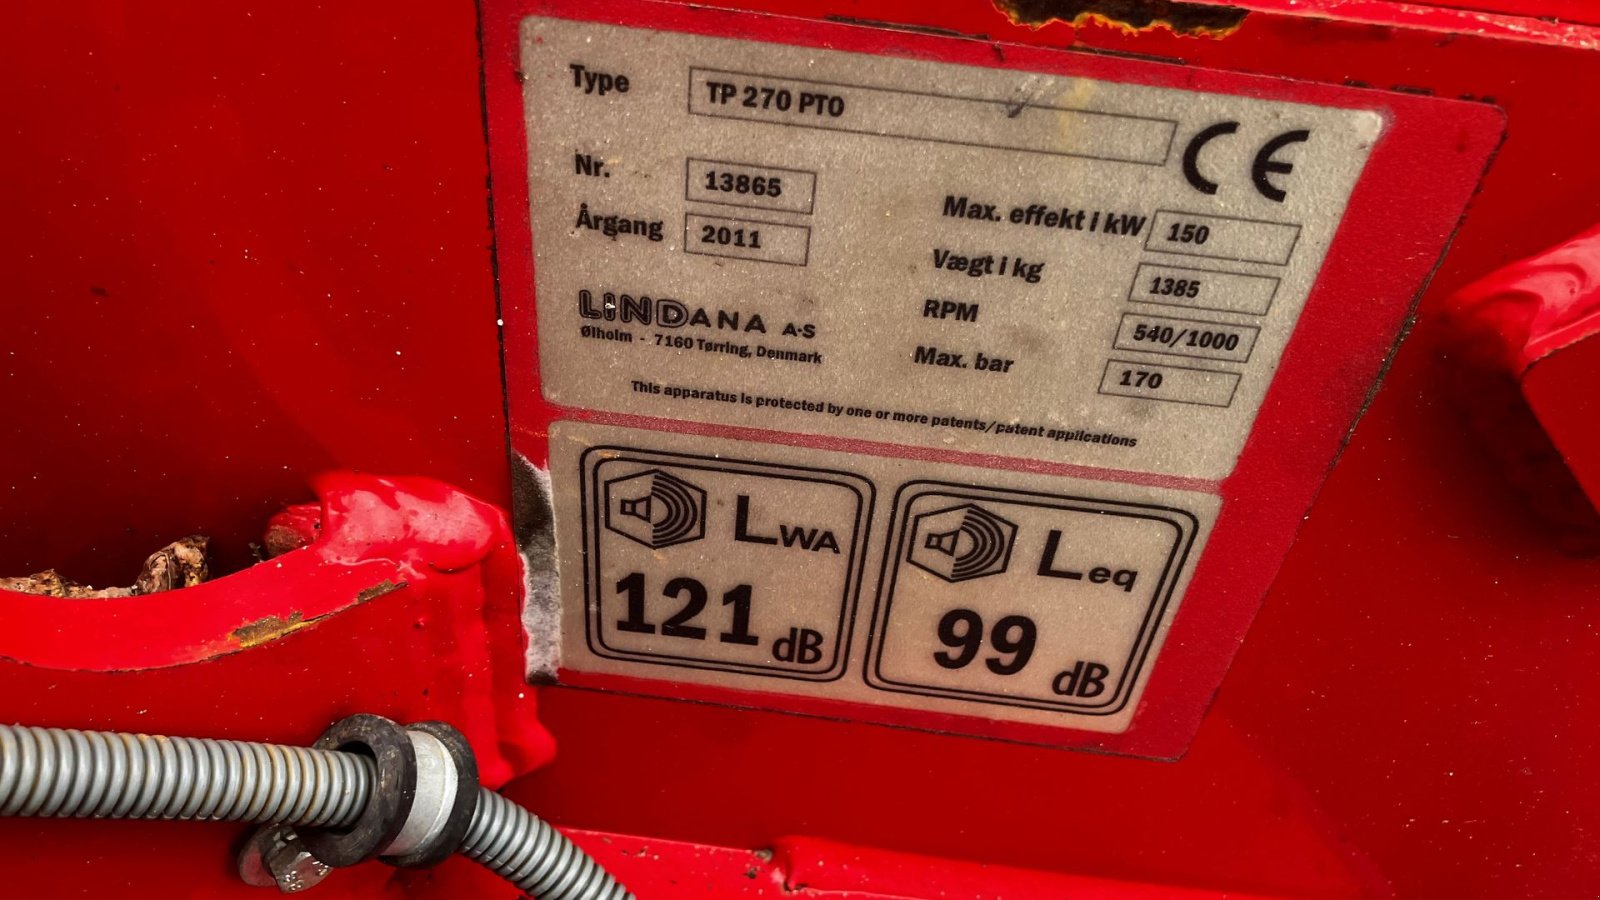 Type TP 270 PTO
CE
Nr. 13865
Årgang 2011
Max. effekt i kW 150
Vægt i kg 1385
RPM 540/1000
Max. bar 170
LINDANA A·S
Ølholm - 7160 Tørring, Denmark
This apparatus is protected by one or more patents/patent applications
LWA
121 dB
Leq
99 dB